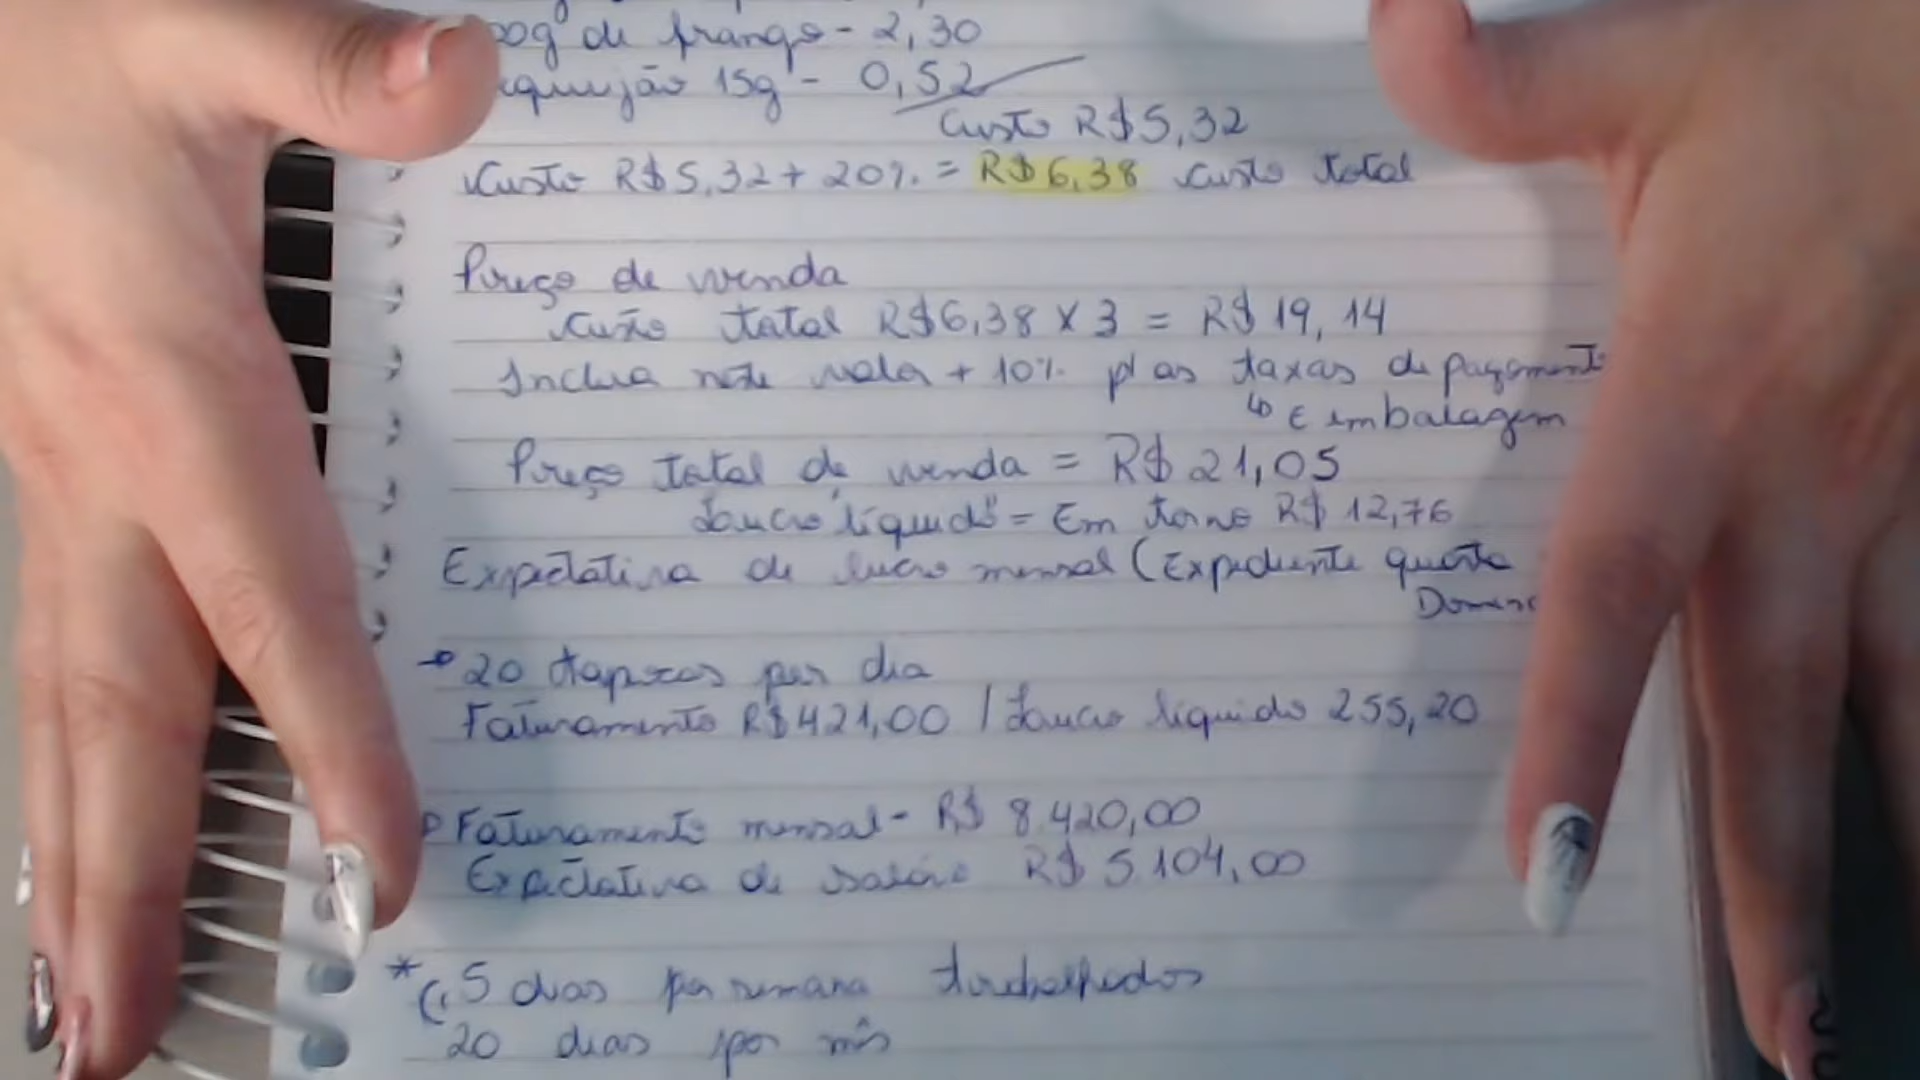 00g de frango - 2,30
quijão 15g - 0,52
Custo R$5,32
Custo R$5,32 + 20% = R$6,38 custo total
Preço de venda
Custo total R$6,38 x 3 = R$ 19,14
Inclua neste valor + 10% p/ as taxas de pagamento
↳ E embalagem
Preço total de venda = R$ 21,05
"Lucro líquido" = Em torno R$ 12,76
Expectativa de lucro mensal (Expediente quarta
Domin
→ 20 tapiocas por dia
Faturamento R$421,00 / Lucro líquido 255,20
Faturamento mensal - R$ 8.420,00
Expectativa de salário R$ 5.104,00
* 5 dias por semana trabalhados
20 dias por mês